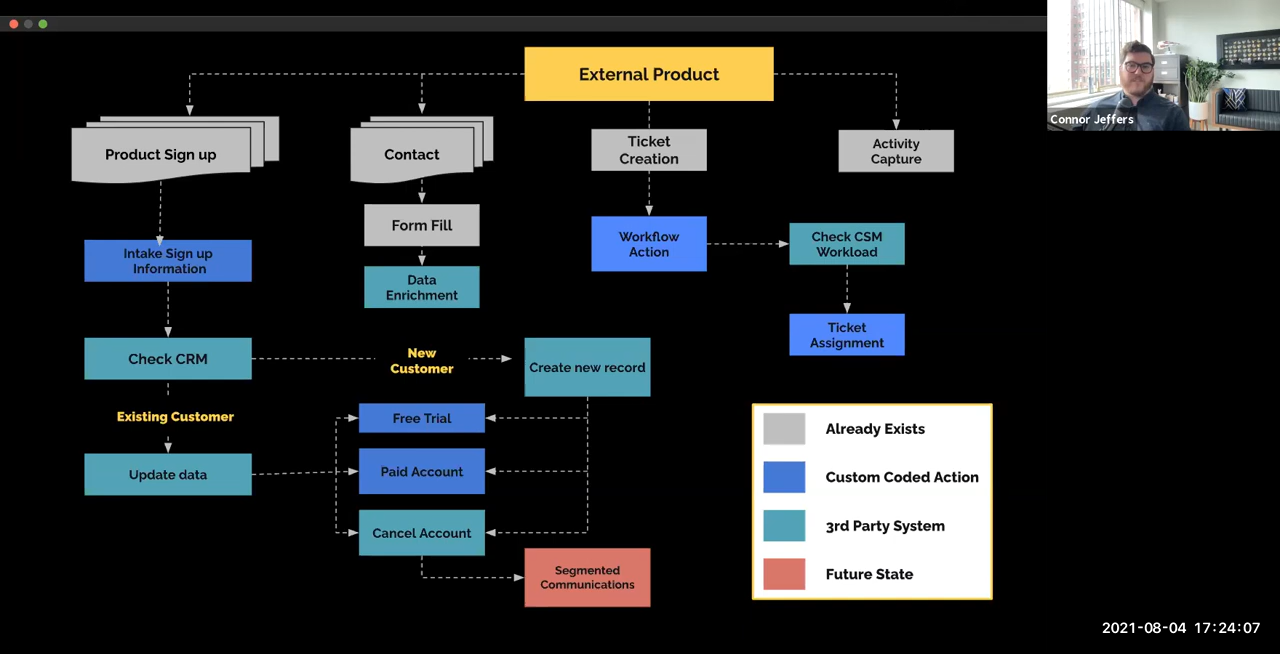 External Product
Connor Jeffers
Product Sign up
Contact
Ticket
Creation
Activity
Capture
Form Fill
Intake Sign up
Information
Workflow
Action
Check CSM
Workload
Data
Enrichment
Ticket
Assignment
Check CRM
New
Customer
Create new record
Existing Customer
Free Trial
Update data
Paid Account
Cancel Account
Segmented
Communications
Already Exists
Custom Coded Action
3rd Party System
Future State
2021-08-04 17:24:07